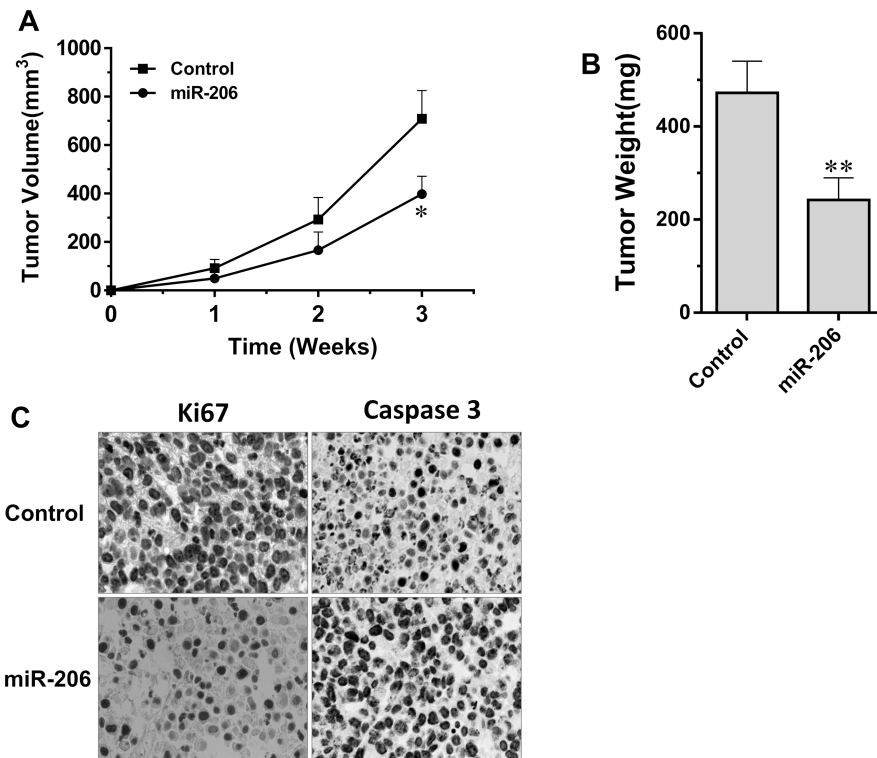 A
Tumor Volume(mm³)
1000
800
600
400
200
0
0 1 2 3
Time (Weeks)
Control
miR-206
*
B
Tumor Weight(mg)
600
400
200
0
**
Control
miR-206
C
Ki67 Caspase 3
Control
miR-206